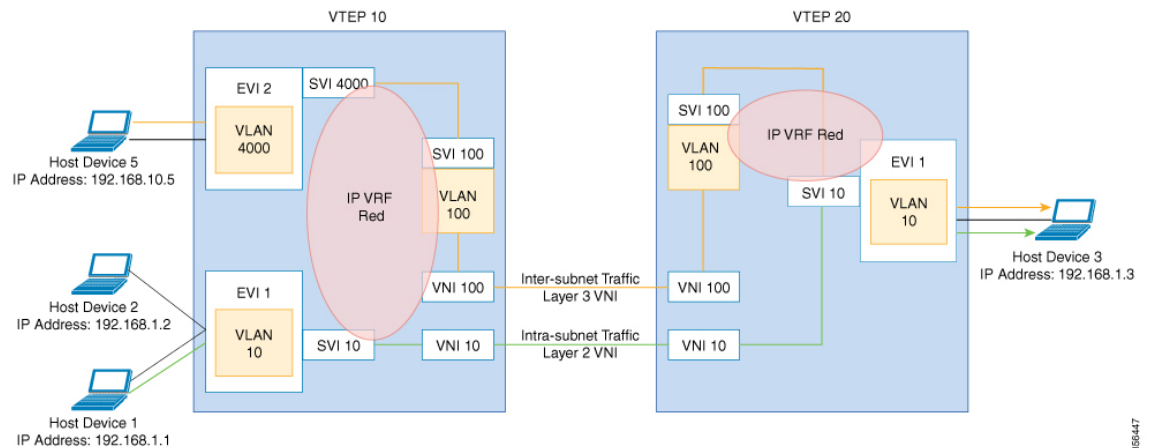 VTEP 10
VTEP 20
EVI 2
SVI 4000
VLAN
4000
Host Device 5
IP Address: 192.168.10.5
SVI 100
VLAN
100
IP VRF
Red
SVI 100
VLAN
100
IP VRF Red
EVI 1
SVI 10
VLAN
10
Host Device 3
IP Address: 192.168.1.3
Host Device 2
IP Address: 192.168.1.2
EVI 1
VLAN
10
SVI 10
VNI 100
Inter-subnet Traffic
Layer 3 VNI
VNI 100
VNI 10
Intra-subnet Traffic
Layer 2 VNI
VNI 10
Host Device 1
IP Address: 192.168.1.1